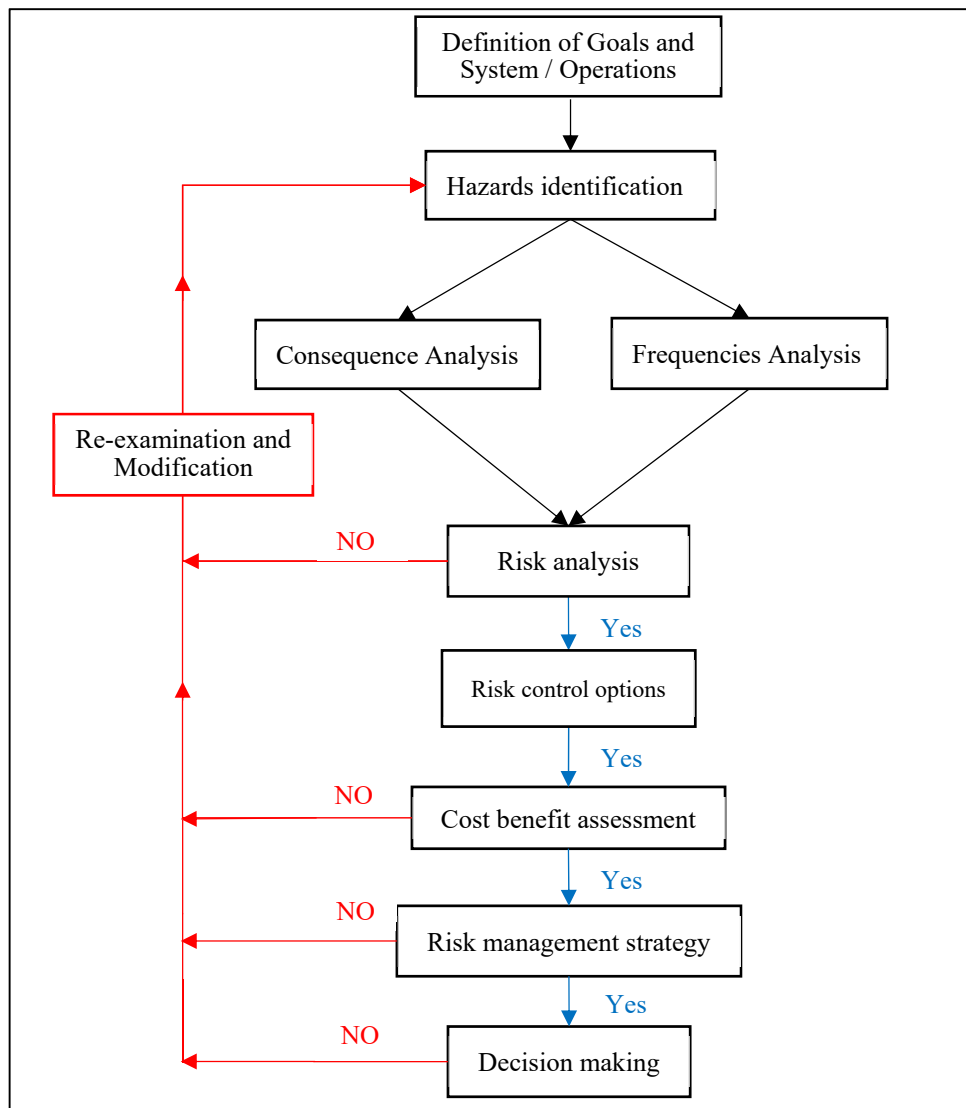 Definition of Goals and
System / Operations
Hazards identification
Consequence Analysis
Frequencies Analysis
Re-examination and
Modification
NO
Risk analysis
Yes
Risk control options
Yes
NO
Cost benefit assessment
Yes
NO
Risk management strategy
Yes
NO
Decision making